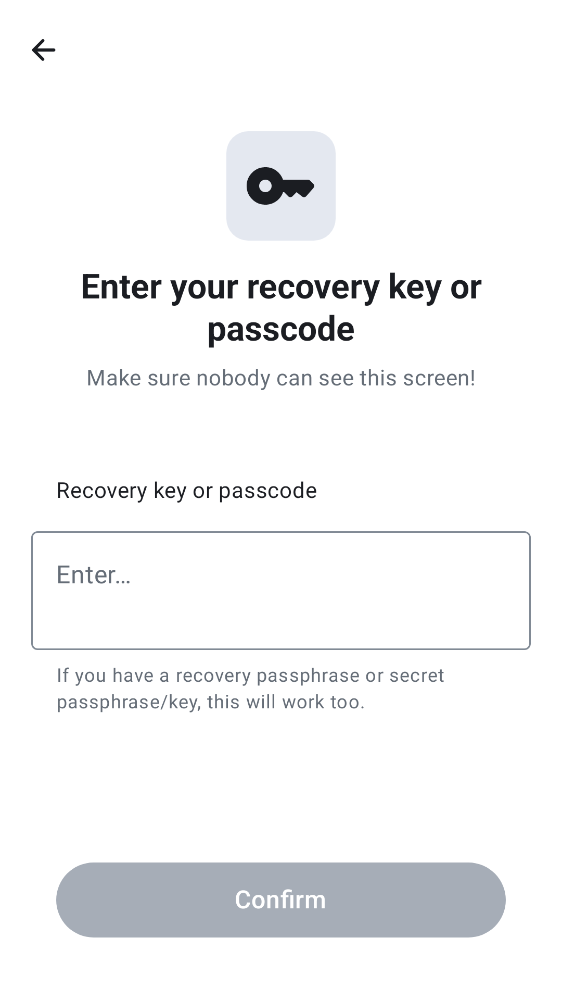 Enter your recovery key or
passcode
Make sure nobody can see this screen!
Recovery key or passcode
Enter…
If you have a recovery passphrase or secret
passphrase/key, this will work too.
Confirm